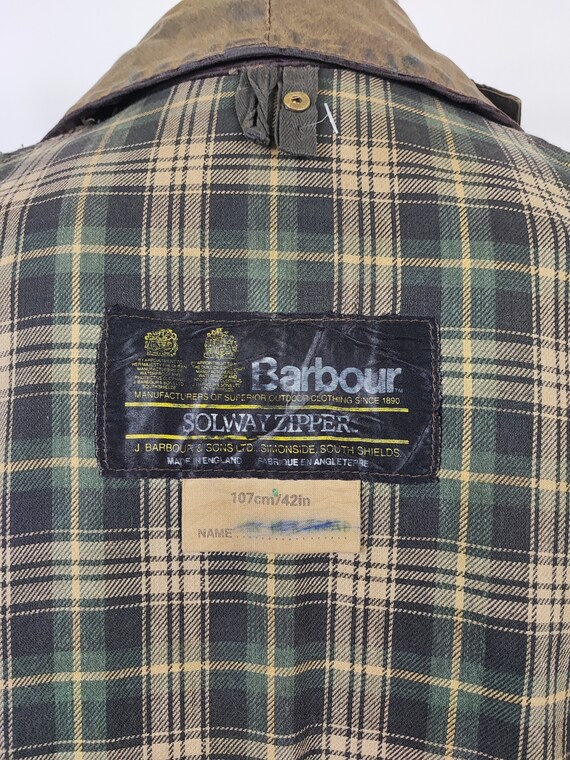 Barbour
MANUFACTURERS OF SUPERIOR OUTDOOR CLOTHING SINCE 1890
SOLWAY ZIPPER.
J. BARBOUR & SONS LTD. SIMONSIDE, SOUTH SHIELDS.
MADE IN ENGLAND FABRIQUE EN ANGLETERRE
107cm/42in
NAME